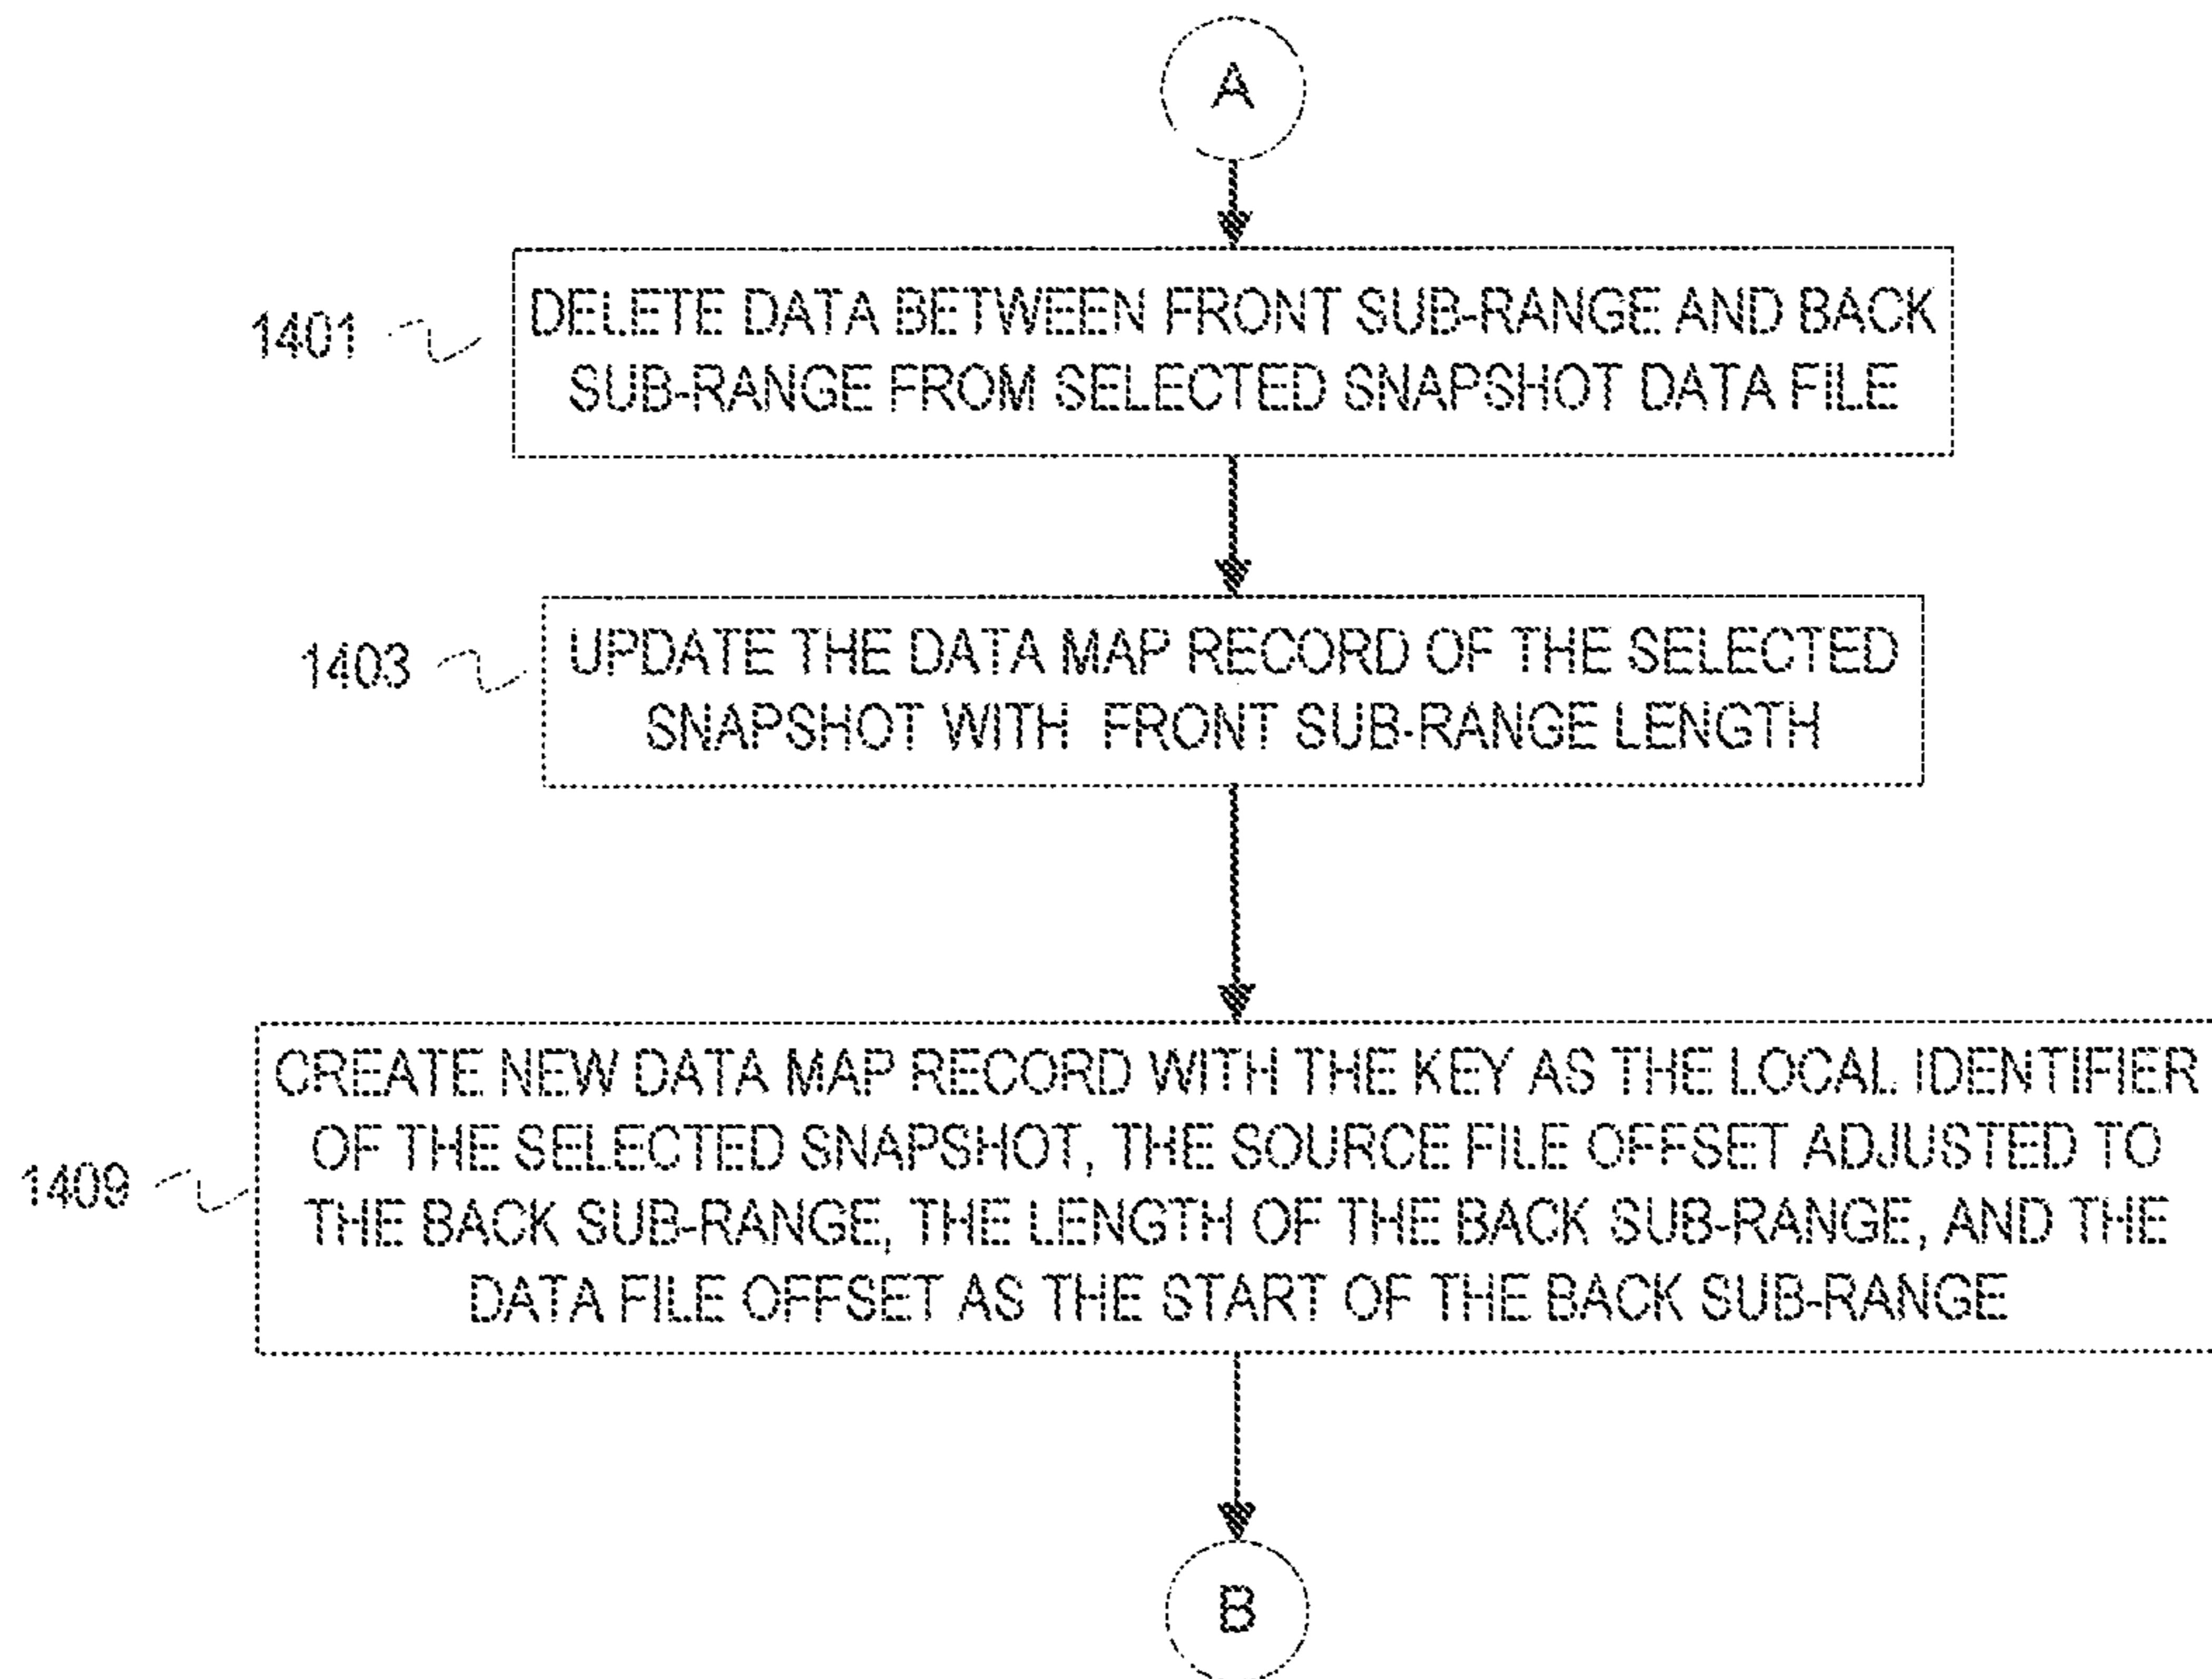 A
1401
DELETE DATA BETWEEN FRONT SUB-RANGE AND BACK
SUB-RANGE FROM SELECTED SNAPSHOT DATA FILE
1403
UPDATE THE DATA MAP RECORD OF THE SELECTED
SNAPSHOT WITH FRONT SUB-RANGE LENGTH
1409
CREATE NEW DATA MAP RECORD WITH THE KEY AS THE LOCAL IDENTIFIER
OF THE SELECTED SNAPSHOT, THE SOURCE FILE OFFSET ADJUSTED TO
THE BACK SUB-RANGE, THE LENGTH OF THE BACK SUB-RANGE, AND THE
DATA FILE OFFSET AS THE START OF THE BACK SUB-RANGE
B